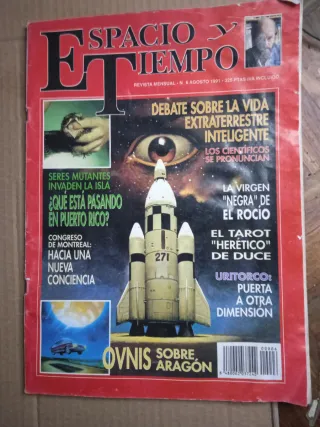 ESPACIO Y
TIEMPO
REVISTA MENSUAL - N. 6 AGOSTO 1991 -
DEBATE SOBRE LA VIDA
EXTRATERRESTRE
INTELIGENTE
LOS CIENTÍFICOS
SE PRONUNCIAN
SERES MUTANTES
INVADEN LA ISLA
¿QUÉ ESTÁ PASANDO
EN PUERTO RICO?
LA VIRGEN
"NEGRA" DE
EL ROCÍO
CONGRESO
DE MONTREAL:
HACIA UNA
NUEVA
CONCIENCIA
EL TAROT
"HERÉTICO"
DE DUCE
271
URITORCO:
PUERTA
A OTRA
DIMENSIÓN
OVNIS SOBRE
ARAGÓN